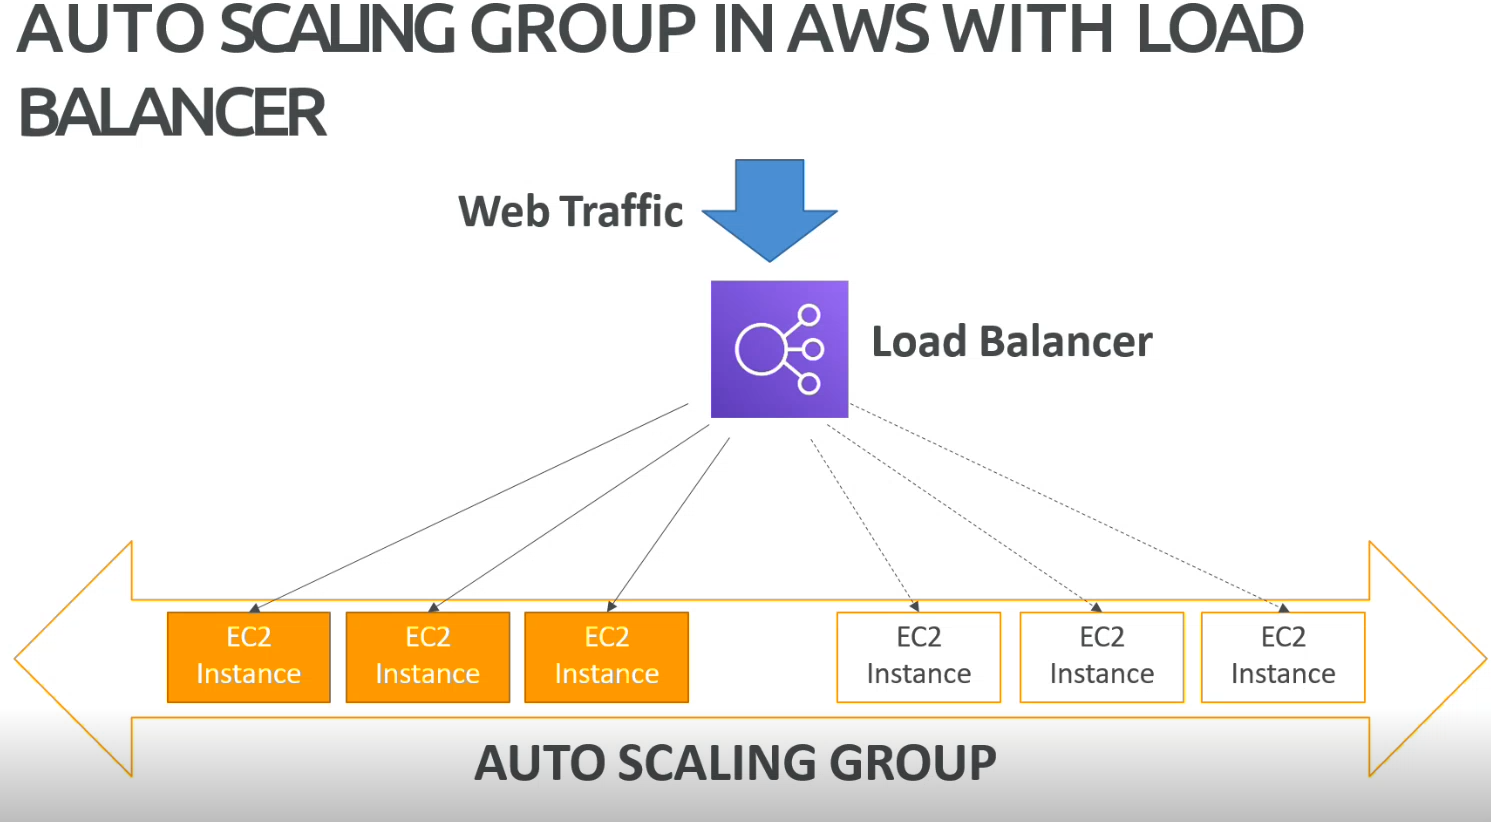 AUTO SCALING GROUP IN AWS WITH LOAD
BALANCER
Web Traffic
Load Balancer
EC2
Instance
EC2
Instance
EC2
Instance
EC2
Instance
EC2
Instance
EC2
Instance
AUTO SCALING GROUP